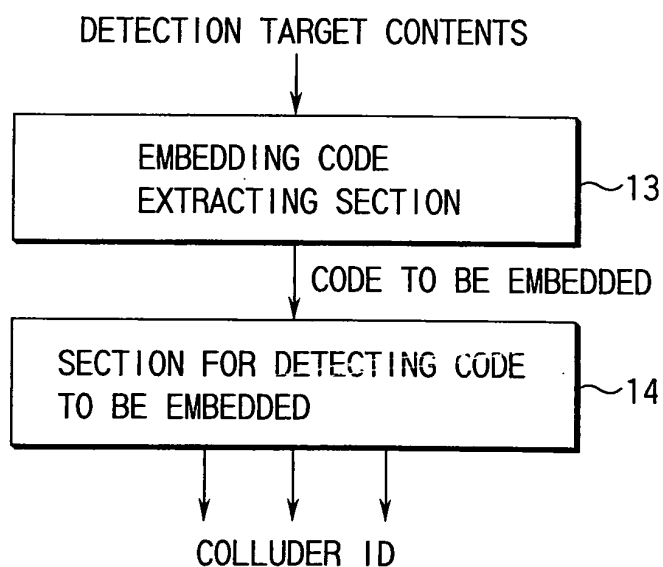 DETECTION TARGET CONTENTS
EMBEDDING CODE
EXTRACTING SECTION
13
CODE TO BE EMBEDDED
SECTION FOR DETECTING CODE
TO BE EMBEDDED
14
COLLUDER ID